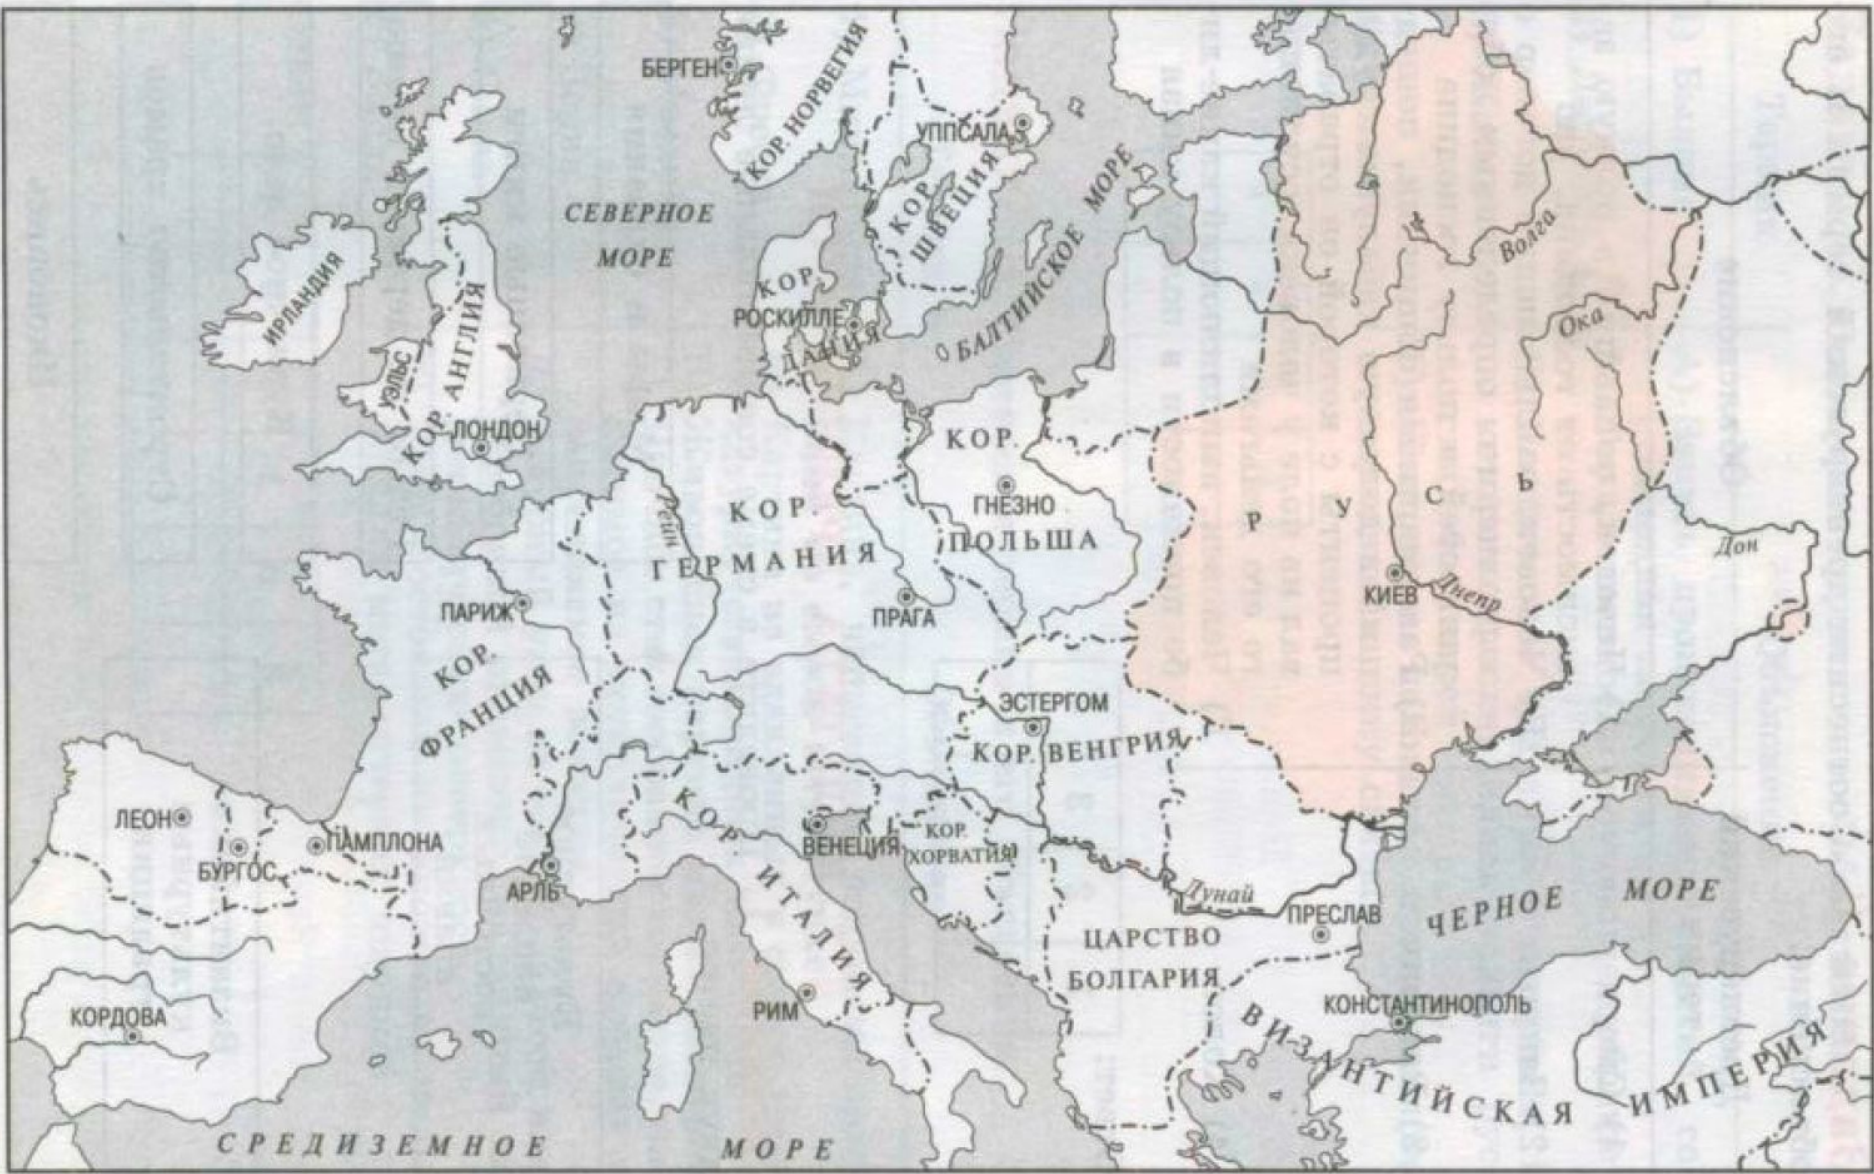 БЕРГЕН
КОР. НОРВЕГИЯ
УППСАЛА
КОР.
ШВЕЦИЯ
СЕВЕРНОЕ
МОРЕ
БАЛТИЙСКОЕ МОРЕ
ИРЛАНДИЯ
УЭЛЬС
КОР. АНГЛИЯ
ЛОНДОН
КОР.
РОСКИЛЛЕ
ДАНИЯ
Волга
Ока
РУСЬ
КИЕВ
Днепр
Дон
КОР.
ГНЕЗНО
ПОЛЬША
Рейн
КОР.
ГЕРМАНИЯ
ПРАГА
ПАРИЖ
КОР.
ФРАНЦИЯ
ЭСТЕРГОМ
КОР. ВЕНГРИЯ
ЛЕОН
БУРГОС
ПАМПЛОНА
АРЛЬ
КОР. ИТАЛИЯ
ВЕНЕЦИЯ
КОР.
ХОРВАТИЯ
Дунай
ПРЕСЛАВ
ЦАРСТВО
БОЛГАРИЯ
ЧЕРНОЕ МОРЕ
КОРДОВА
РИМ
КОНСТАНТИНОПОЛЬ
ВИЗАНТИЙСКАЯ ИМПЕРИЯ
СРЕДИЗЕМНОЕ МОРЕ